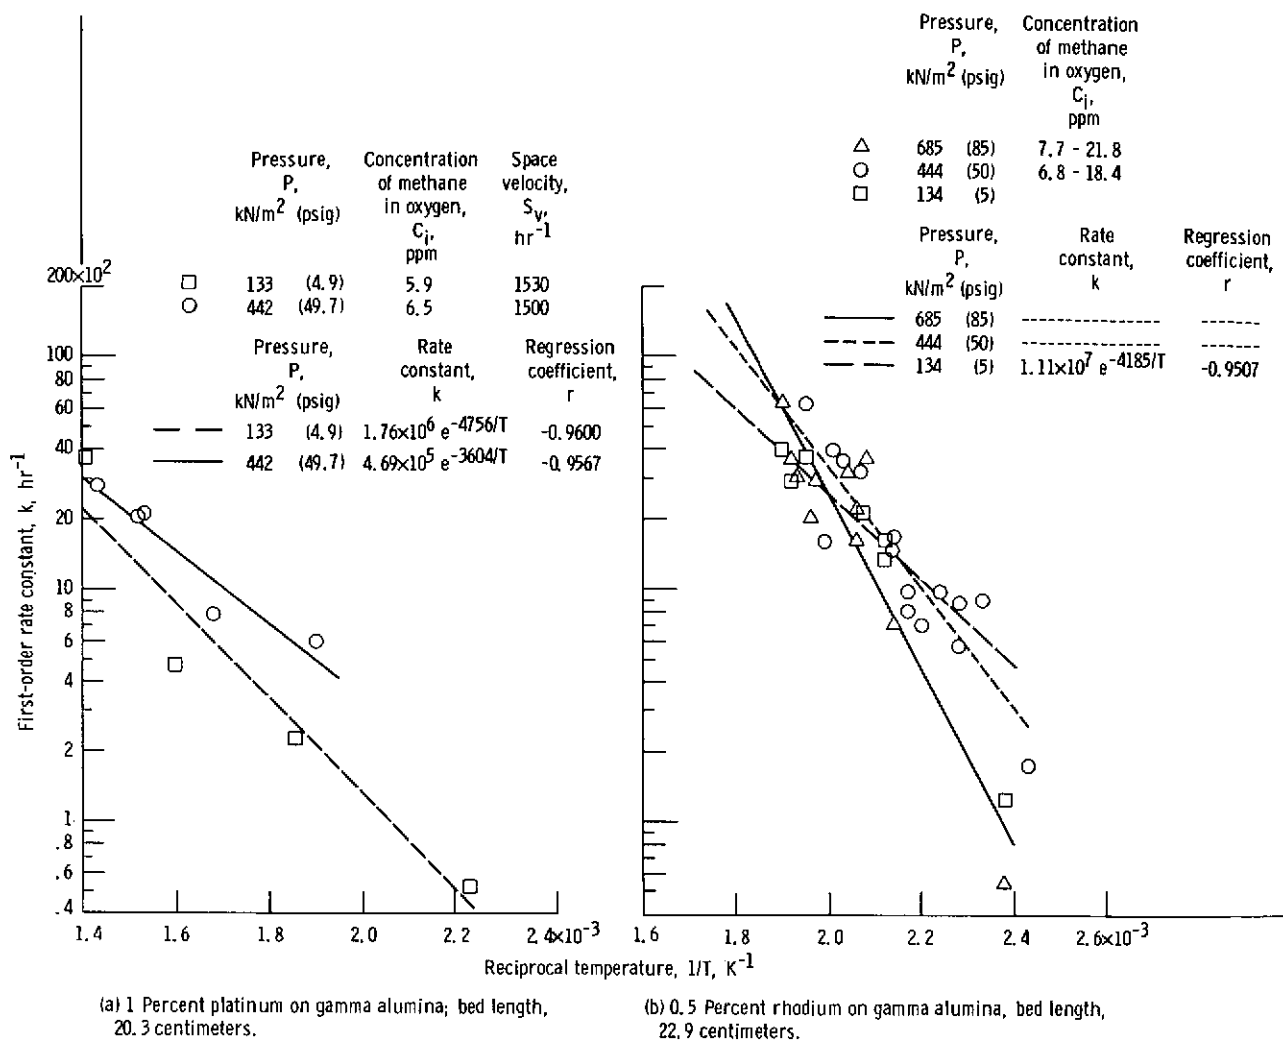 Pressure, Concentration
P, of methane
kN/m² (psig) in oxygen,
Cᵢ,
ppm
685 (85) 7.7 - 21.8
444 (50) 6.8 - 18.4
134 (5)
Pressure, Rate Regression
P, constant, coefficient,
kN/m² (psig) k r
685 (85) ------------ ------
444 (50) ------------ ------
134 (5) 1.11×10⁷ e⁻⁴¹⁸⁵/ᵀ -0.9507
Pressure, Concentration Space
P, of methane velocity,
kN/m² (psig) in oxygen, Sᵥ,
Cᵢ, hr⁻¹
ppm
133 (4.9) 5.9 1530
442 (49.7) 6.5 1500
Pressure, Rate Regression
P, constant, coefficient,
kN/m² (psig) k r
133 (4.9) 1.76×10⁶ e⁻⁴⁷⁵⁶/ᵀ -0.9600
442 (49.7) 4.69×10⁵ e⁻³⁶⁰⁴/ᵀ -0.9567
First-order rate constant, k, hr⁻¹
200×10²
100
80
60
40
20
10
8
6
4
2
1
.8
.6
.4
1.4 1.6 1.8 2.0 2.2 2.4×10⁻³
1.6 1.8 2.0 2.2 2.4 2.6×10⁻³
Reciprocal temperature, 1/T, K⁻¹
(a) 1 Percent platinum on gamma alumina; bed length,
20.3 centimeters.
(b) 0.5 Percent rhodium on gamma alumina, bed length,
22.9 centimeters.